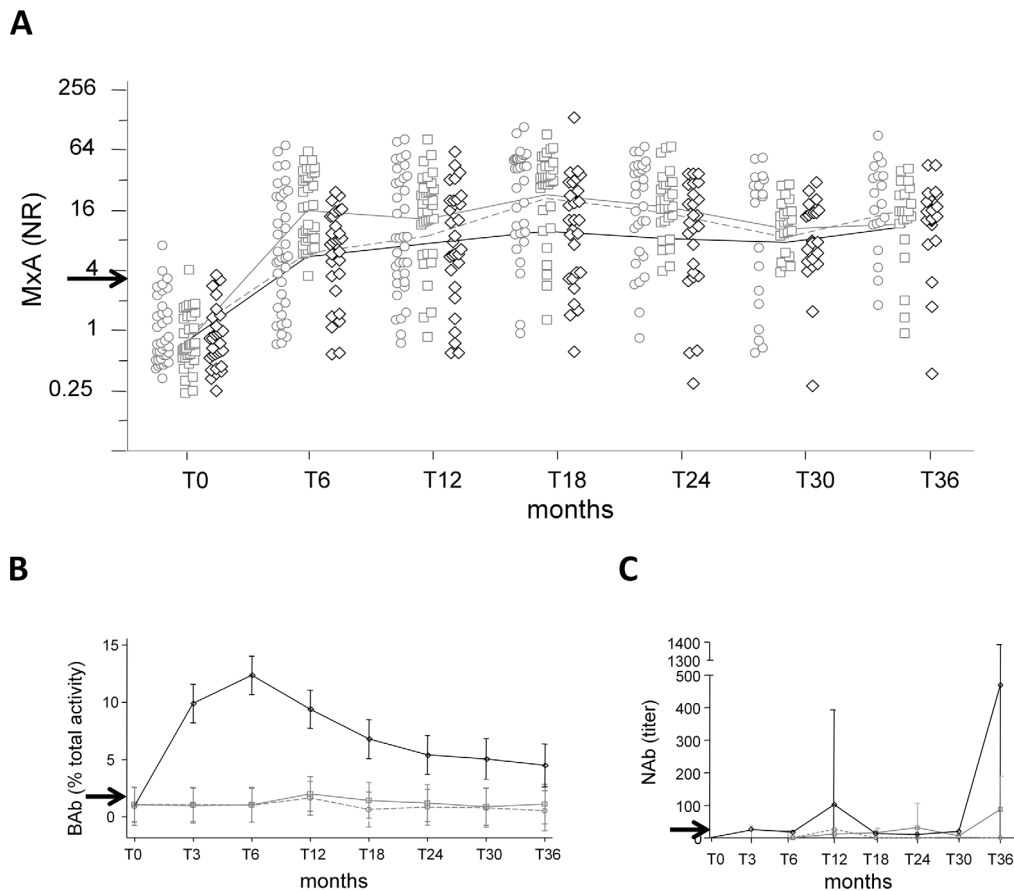 A
MxA (NR)
256
64
16
4
1
0.25
T0 T6 T12 T18 T24 T30 T36
months
B
BAb (% total activity)
15
10
5
0
T0 T3 T6 T12 T18 T24 T30 T36
months
C
NAb (titer)
1400
1300
500
400
300
200
100
0
T0 T3 T6 T12 T18 T24 T30 T36
months